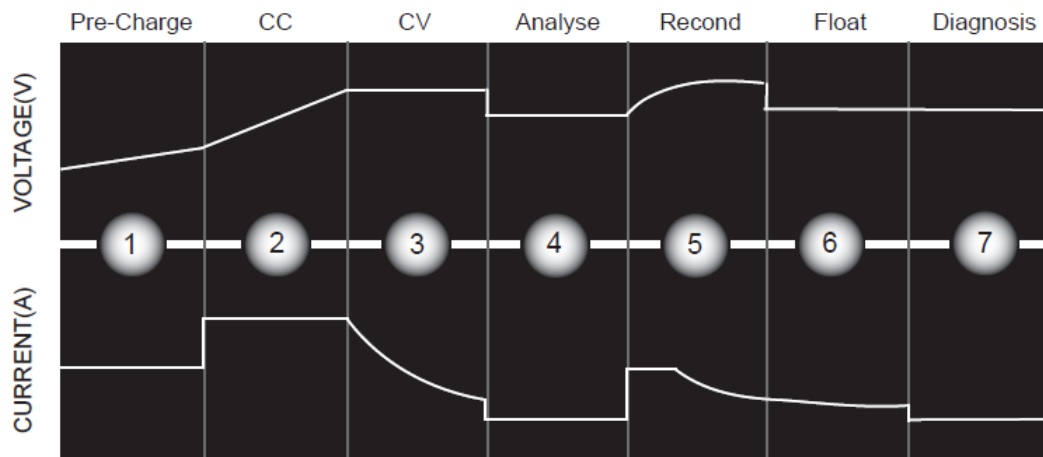 Pre-Charge CC CV Analyse Recond Float Diagnosis
VOLTAGE(V)
1 2 3 4 5 6 7
CURRENT(A)